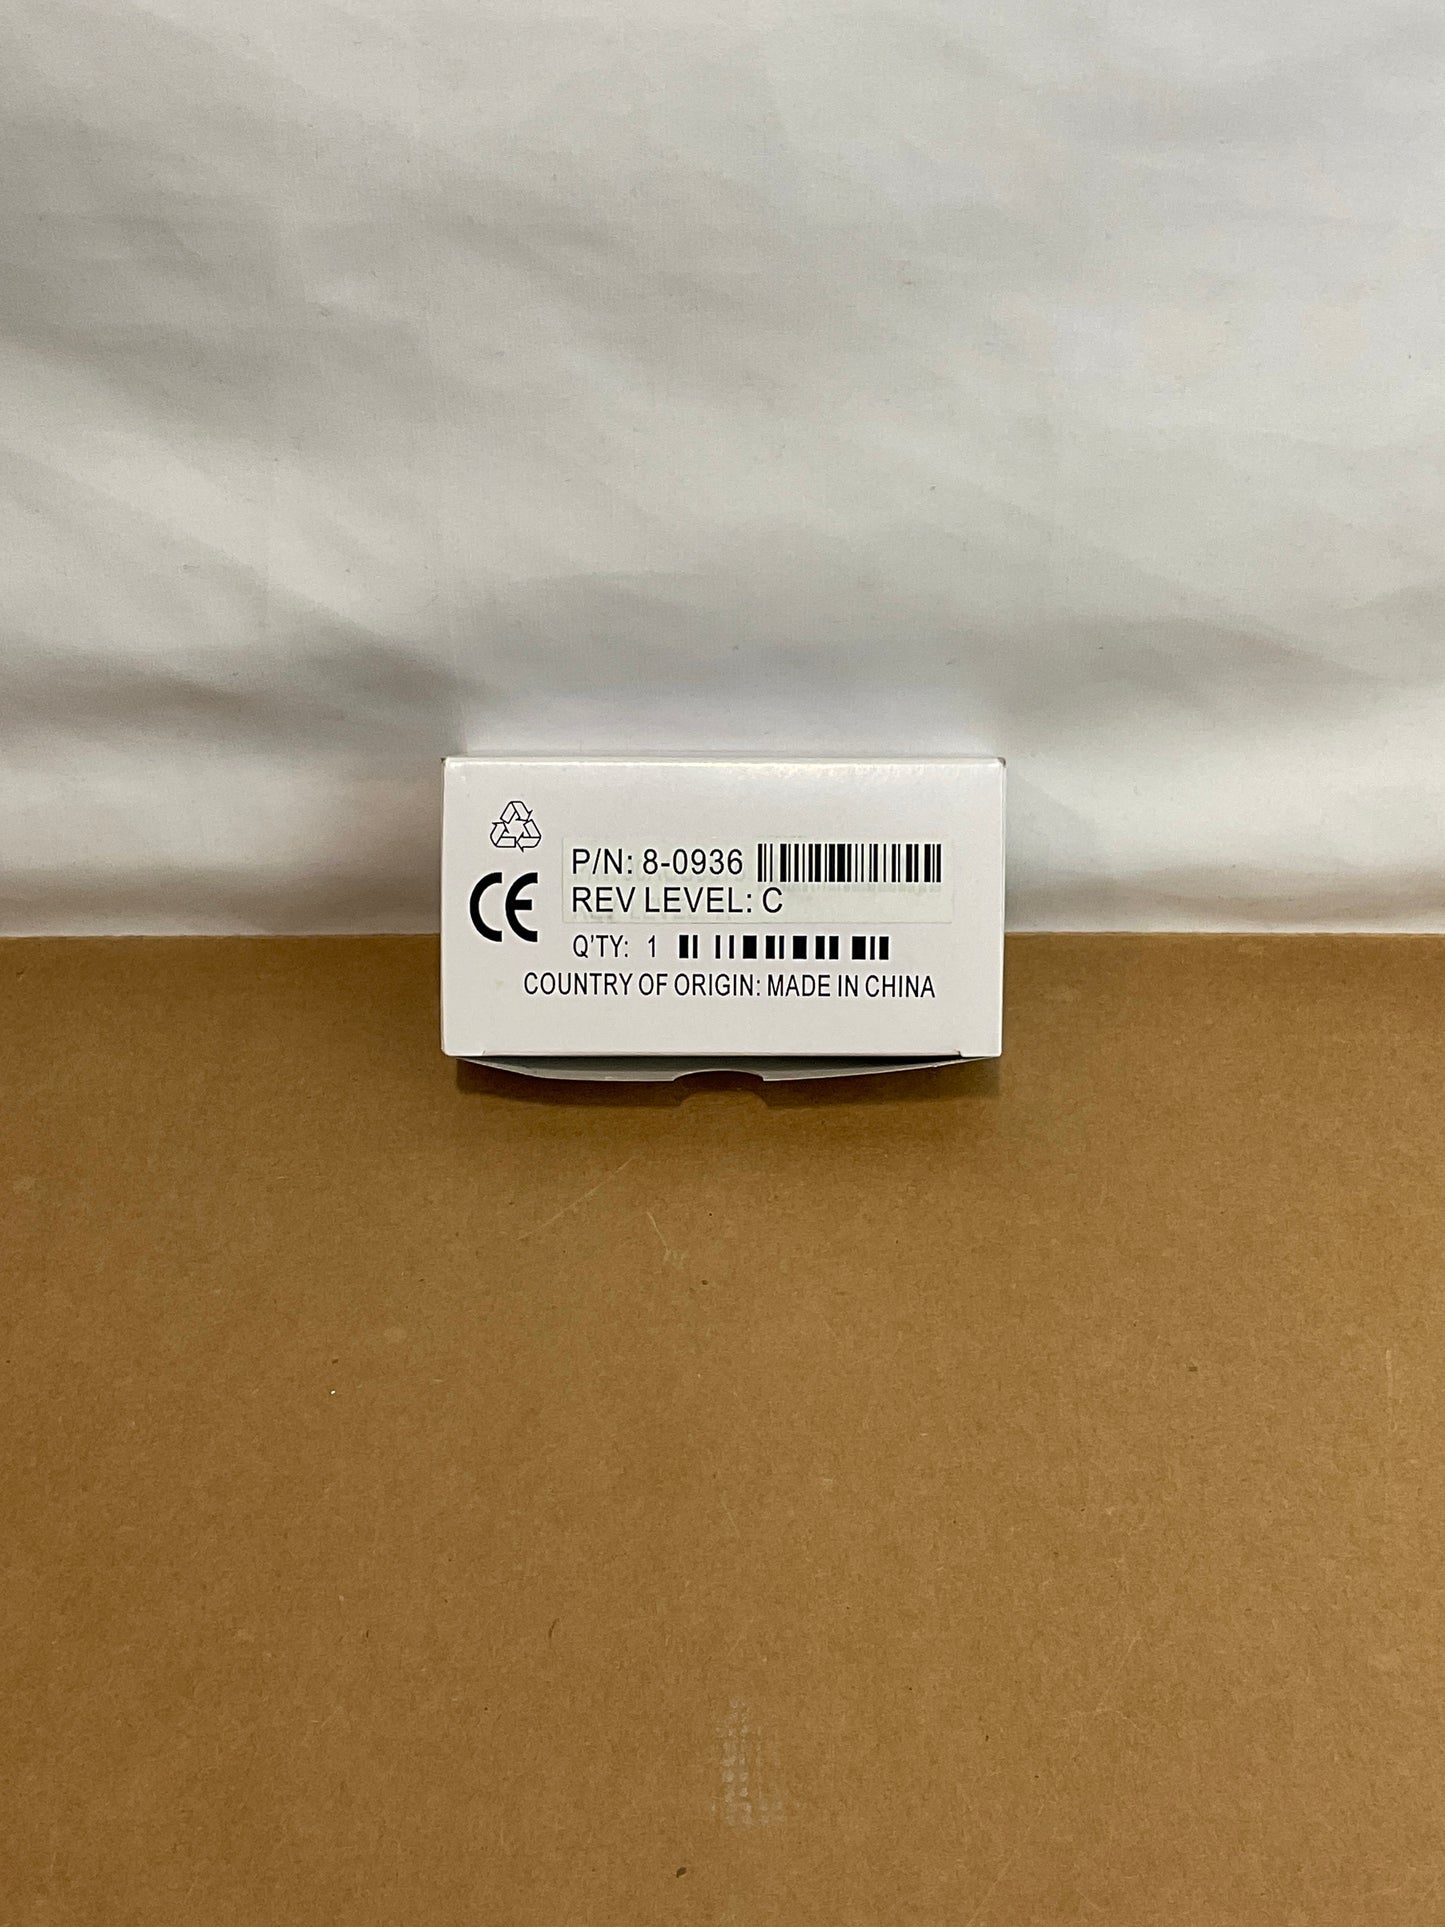 P/N: 8-0936
REV LEVEL: C
CE
Q'TY: 1
COUNTRY OF ORIGIN: MADE IN CHINA